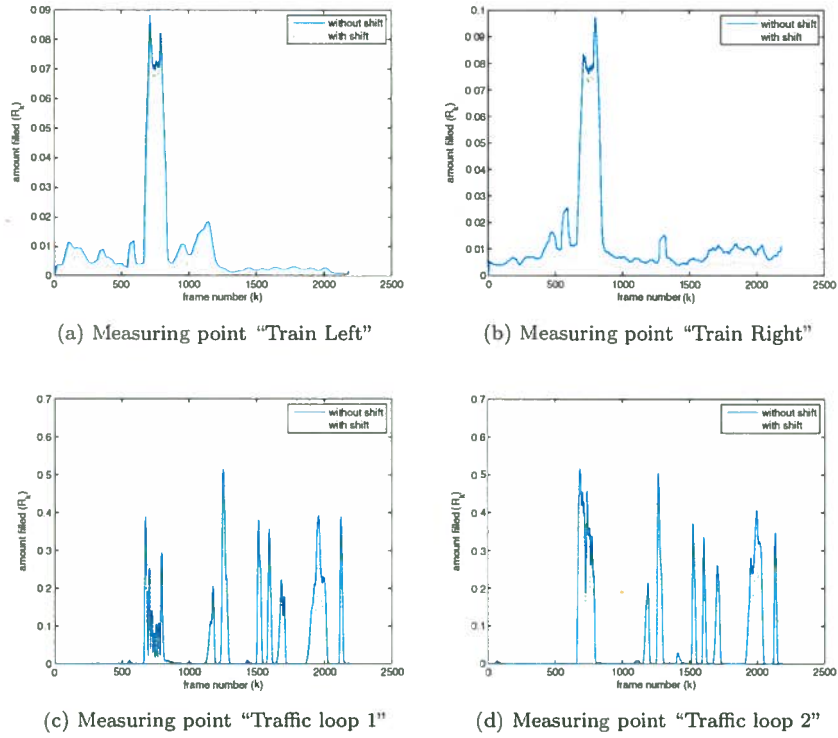 0.09
0.08
0.07
0.06
0.05
0.04
0.03
0.02
0.01
0
amount filled (Rk)
without shift
with shift
0 500 1000 1500 2000 2500
frame number (k)
(a) Measuring point “Train Left”
0.1
0.09
0.08
0.07
0.06
0.05
0.04
0.03
0.02
0.01
0
amount filled (Rk)
without shift
with shift
0 500 1000 1500 2000 2500
frame number (k)
(b) Measuring point “Train Right”
0.7
0.6
0.5
0.4
0.3
0.2
0.1
0
amount filled (Rk)
without shift
with shift
0 500 1000 1500 2000 2500
frame number (k)
(c) Measuring point “Traffic loop 1”
0.7
0.6
0.5
0.4
0.3
0.2
0.1
0
amount filled (Rk)
without shift
with shift
0 500 1000 1500 2000 2500
frame number (k)
(d) Measuring point “Traffic loop 2”